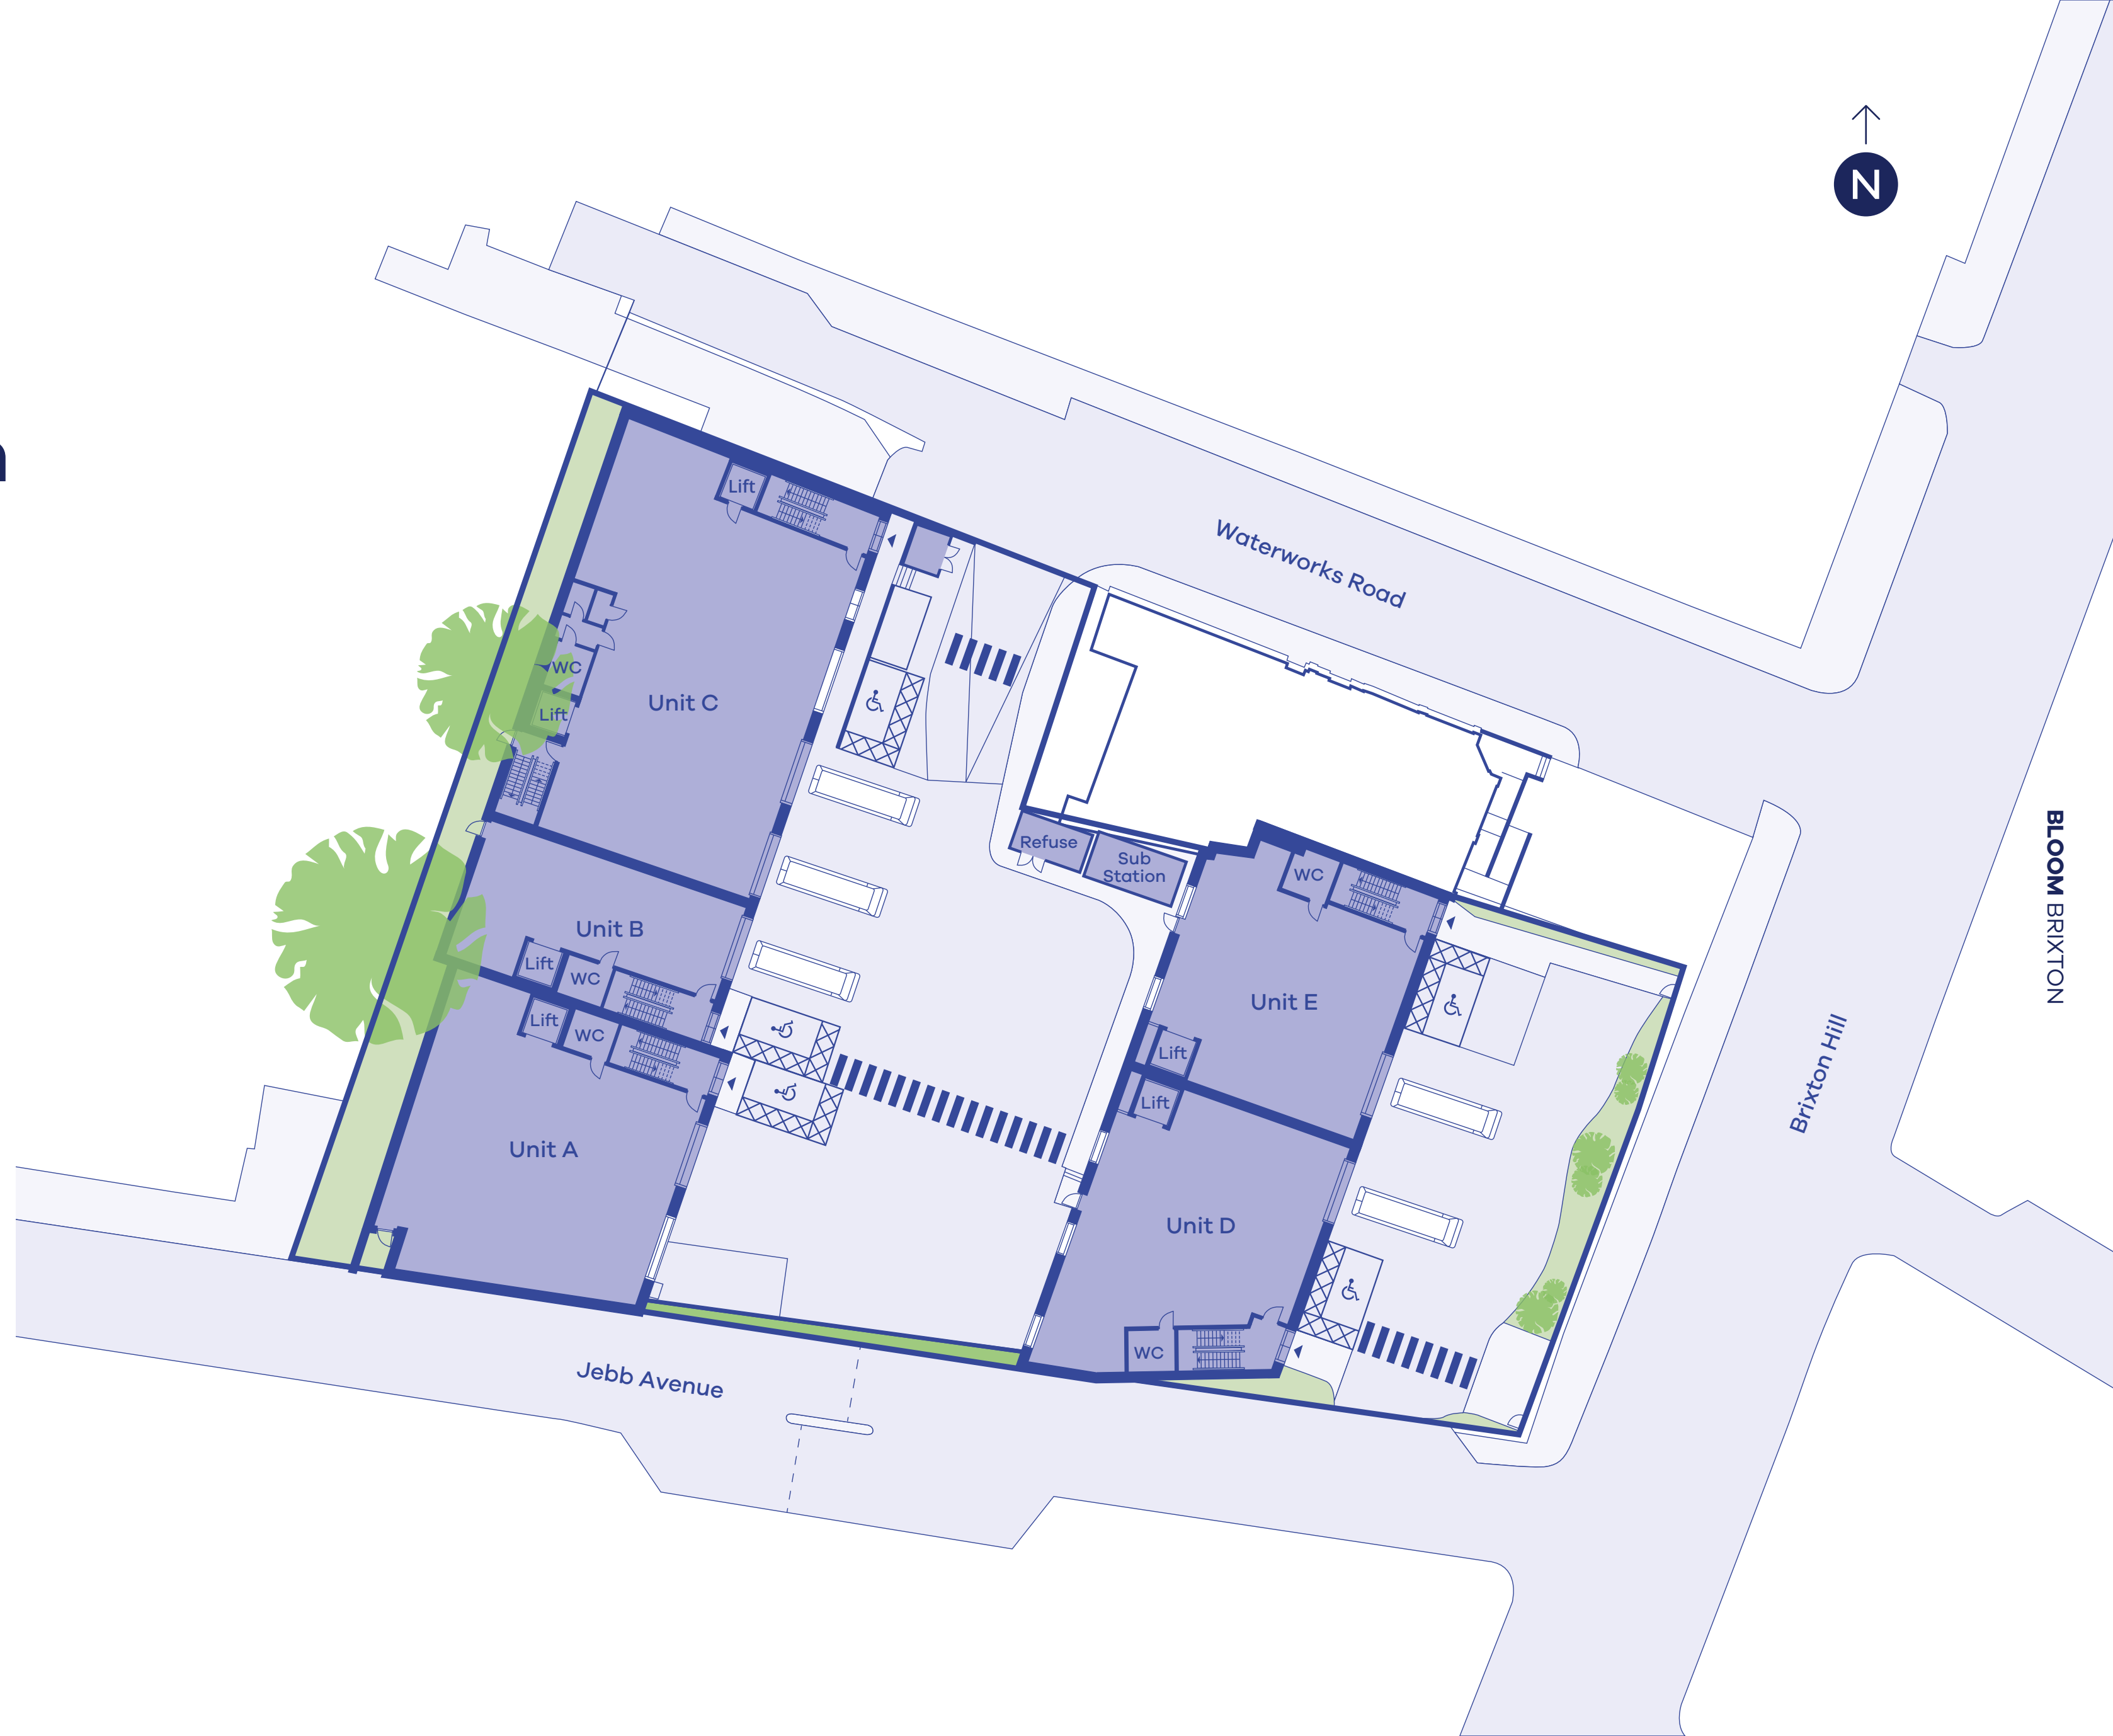 N
Waterworks Road
Lift
WC
Lift
Unit C
Refuse
Sub
Station
WC
BLOOM BRIXTON
Unit B
Lift
WC
Unit E
Lift
WC
Lift
Brixton Hill
Lift
Unit A
Unit D
WC
Jebb Avenue